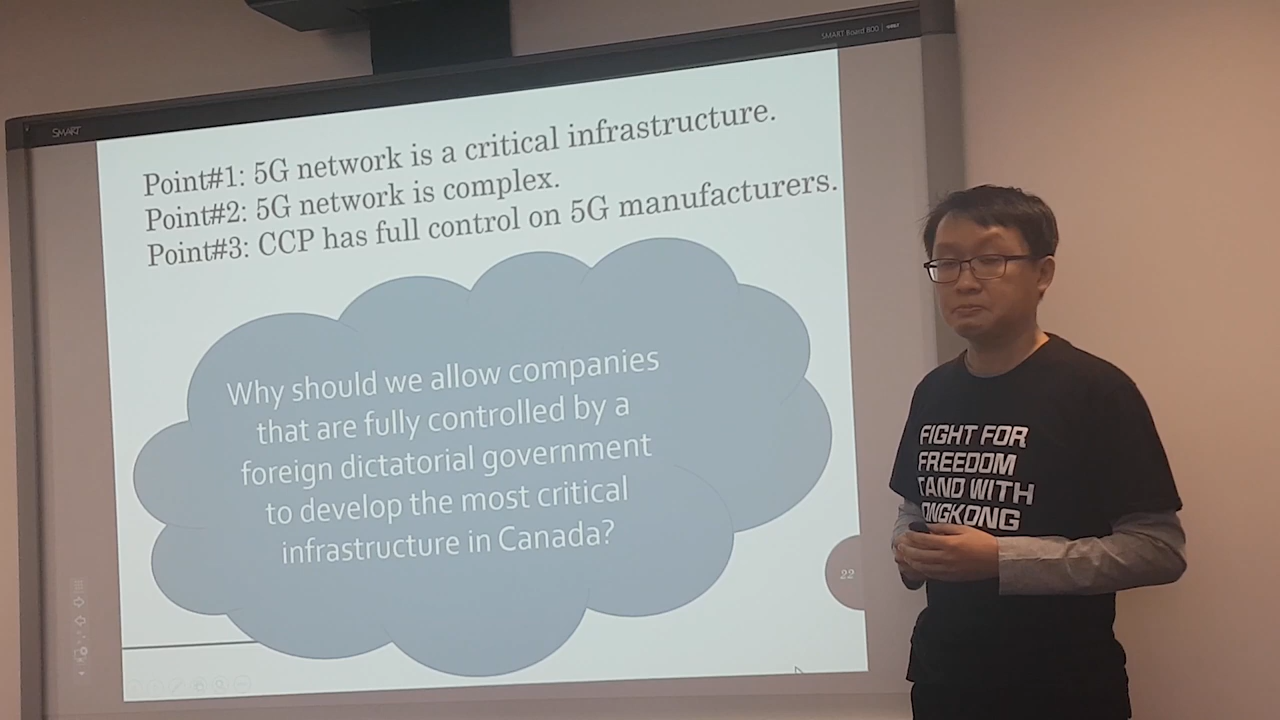 SMART Board 800
SMART
Point#1: 5G network is a critical infrastructure.
Point#2: 5G network is complex.
Point#3: CCP has full control on 5G manufacturers.
Why should we allow companies
that are fully controlled by a
foreign dictatorial government
to develop the most critical
infrastructure in Canada?
22
FIGHT FOR
FREEDOM
TAND WITH
ONGKONG